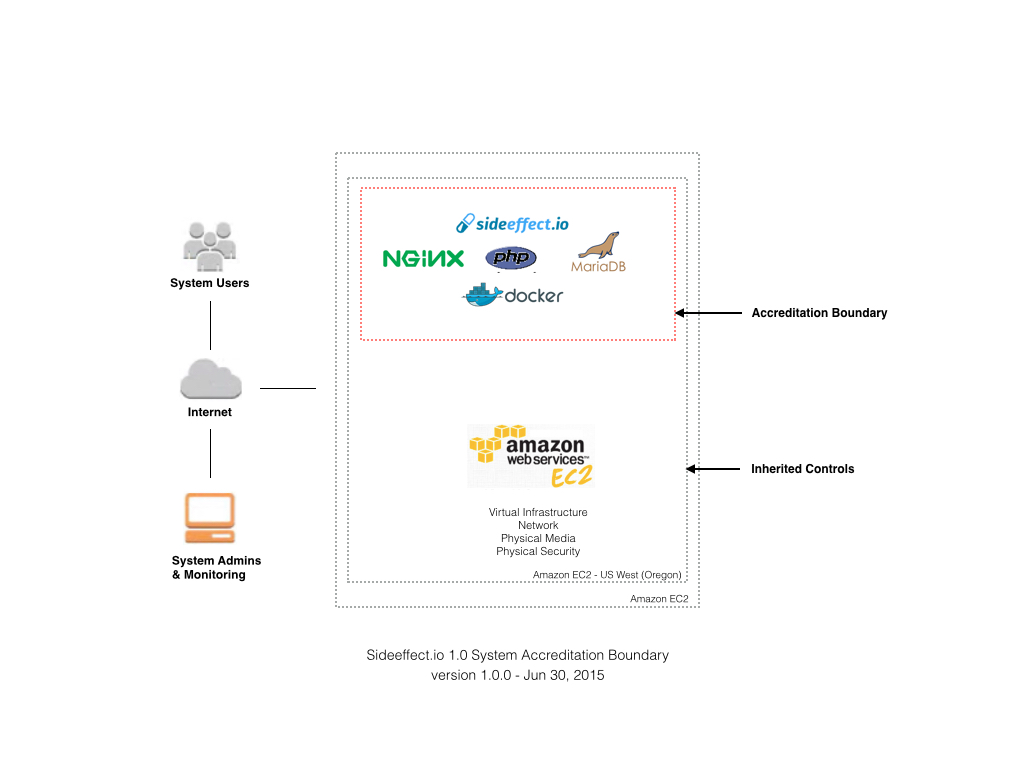 sideeffect.io
NGINX
php
MariaDB
docker
System Users
Accreditation Boundary
Internet
amazon
web services™
EC2
Inherited Controls
Virtual Infrastructure
Network
Physical Media
Physical Security
System Admins
& Monitoring
Amazon EC2 - US West (Oregon)
Amazon EC2
Sideeffect.io 1.0 System Accreditation Boundary
version 1.0.0 - Jun 30, 2015